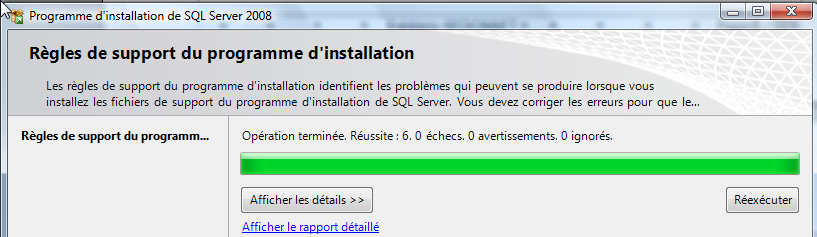 Programme d'installation de SQL Server 2008
Règles de support du programme d'installation
Les règles de support du programme d'installation identifient les problèmes qui peuvent se produire lorsque vous
installez les fichiers de support du programme d'installation de SQL Server. Vous devez corriger les erreurs pour que le...
Règles de support du programm...
Opération terminée. Réussite : 6. 0 échecs. 0 avertissements. 0 ignorés.
Afficher les détails >>
Réexécuter
Afficher le rapport détaillé